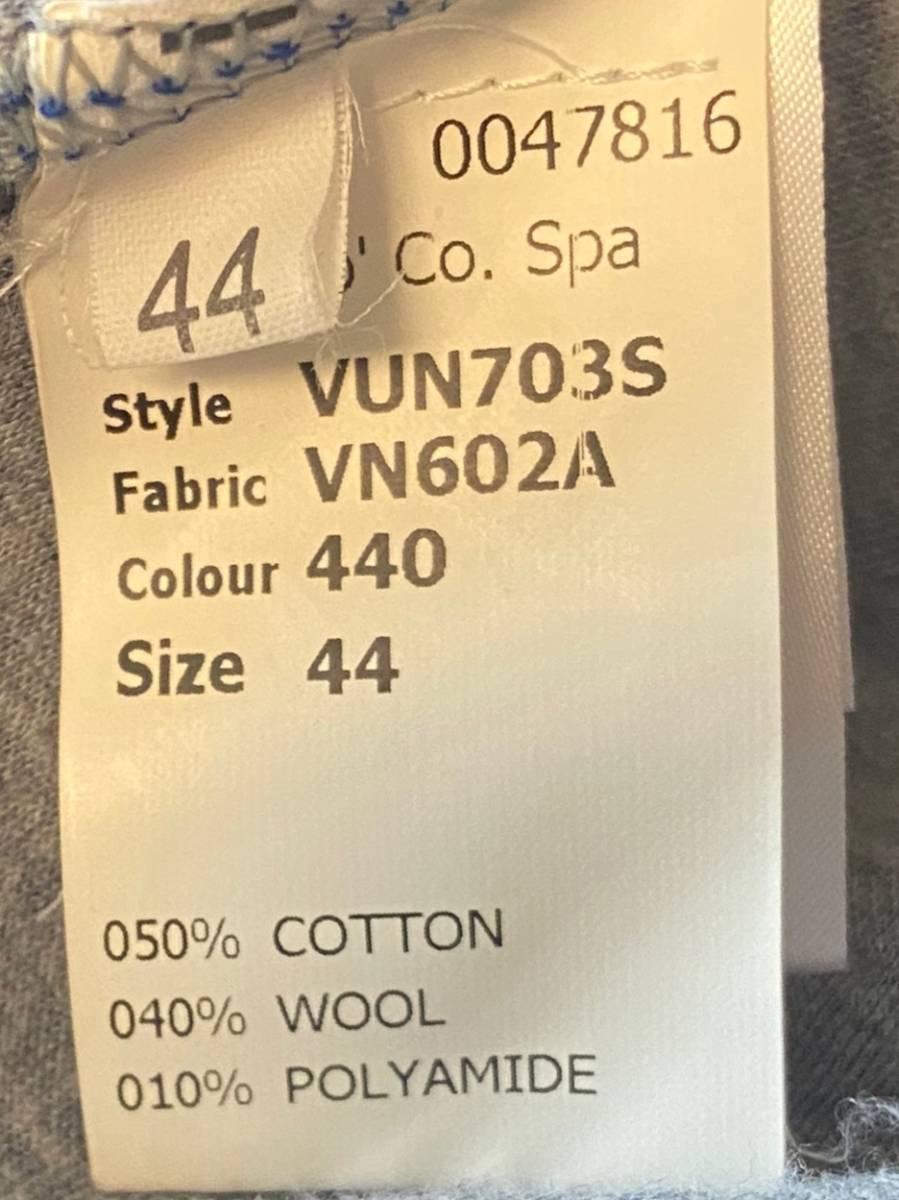 0047816
44
' Co. Spa
Style VUN703S
Fabric VN602A
Colour 440
Size 44
050% COTTON
040% WOOL
010% POLYAMIDE